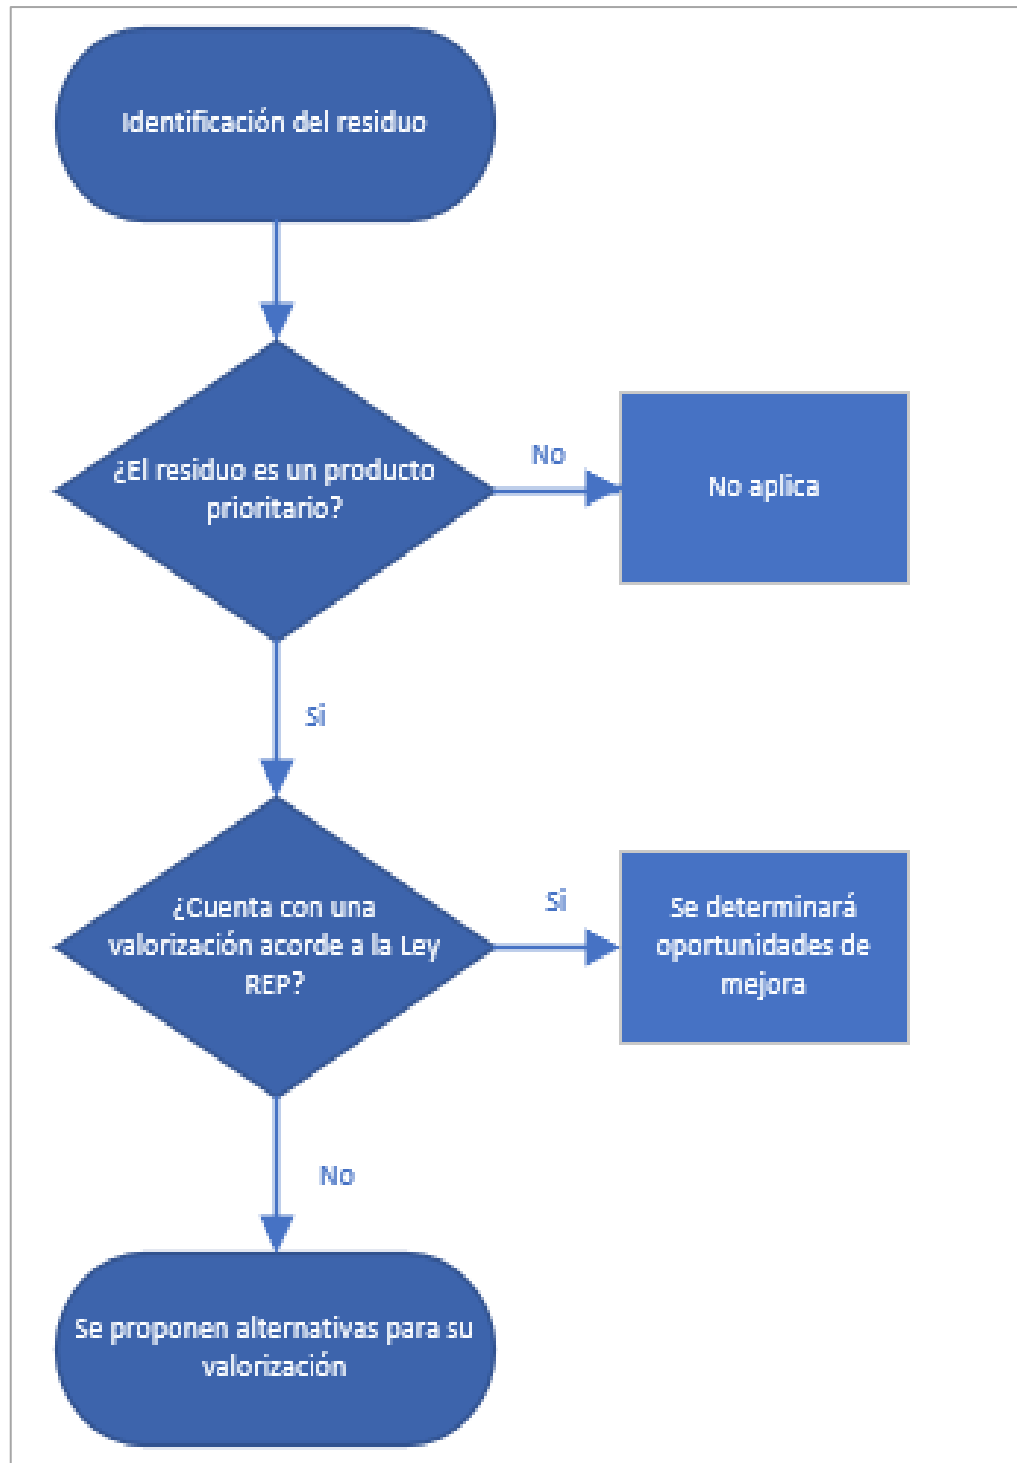 Identificación del residuo
¿El residuo es un producto
prioritario?
No
No aplica
Si
¿Cuenta con una
valorización acorde a la Ley
REP?
Si
Se determinará
oportunidades de
mejora
No
Se proponen alternativas para su
valorización